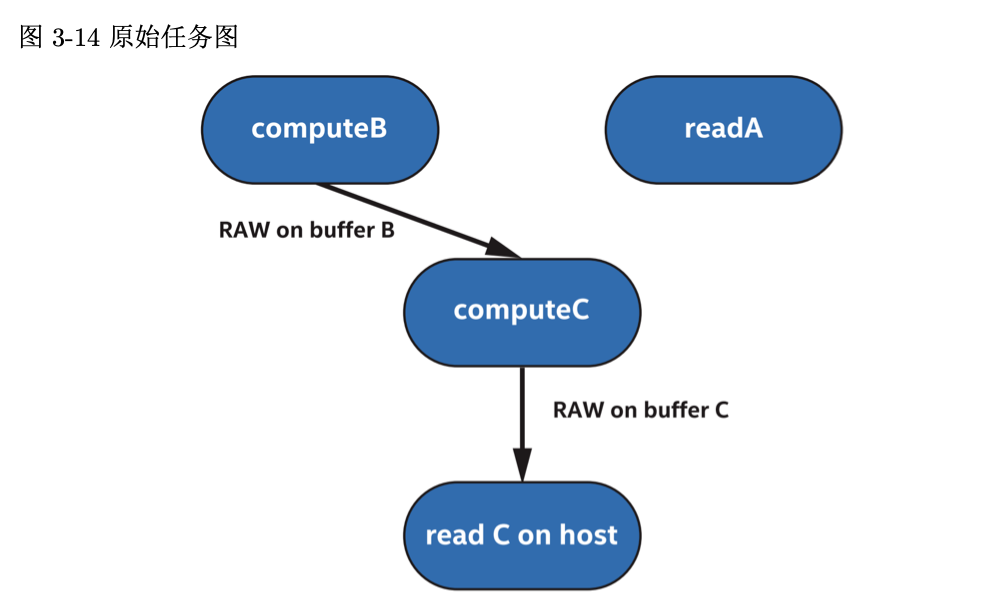 图 3-14 原始任务图
computeB
readA
RAW on buffer B
computeC
RAW on buffer C
read C on host